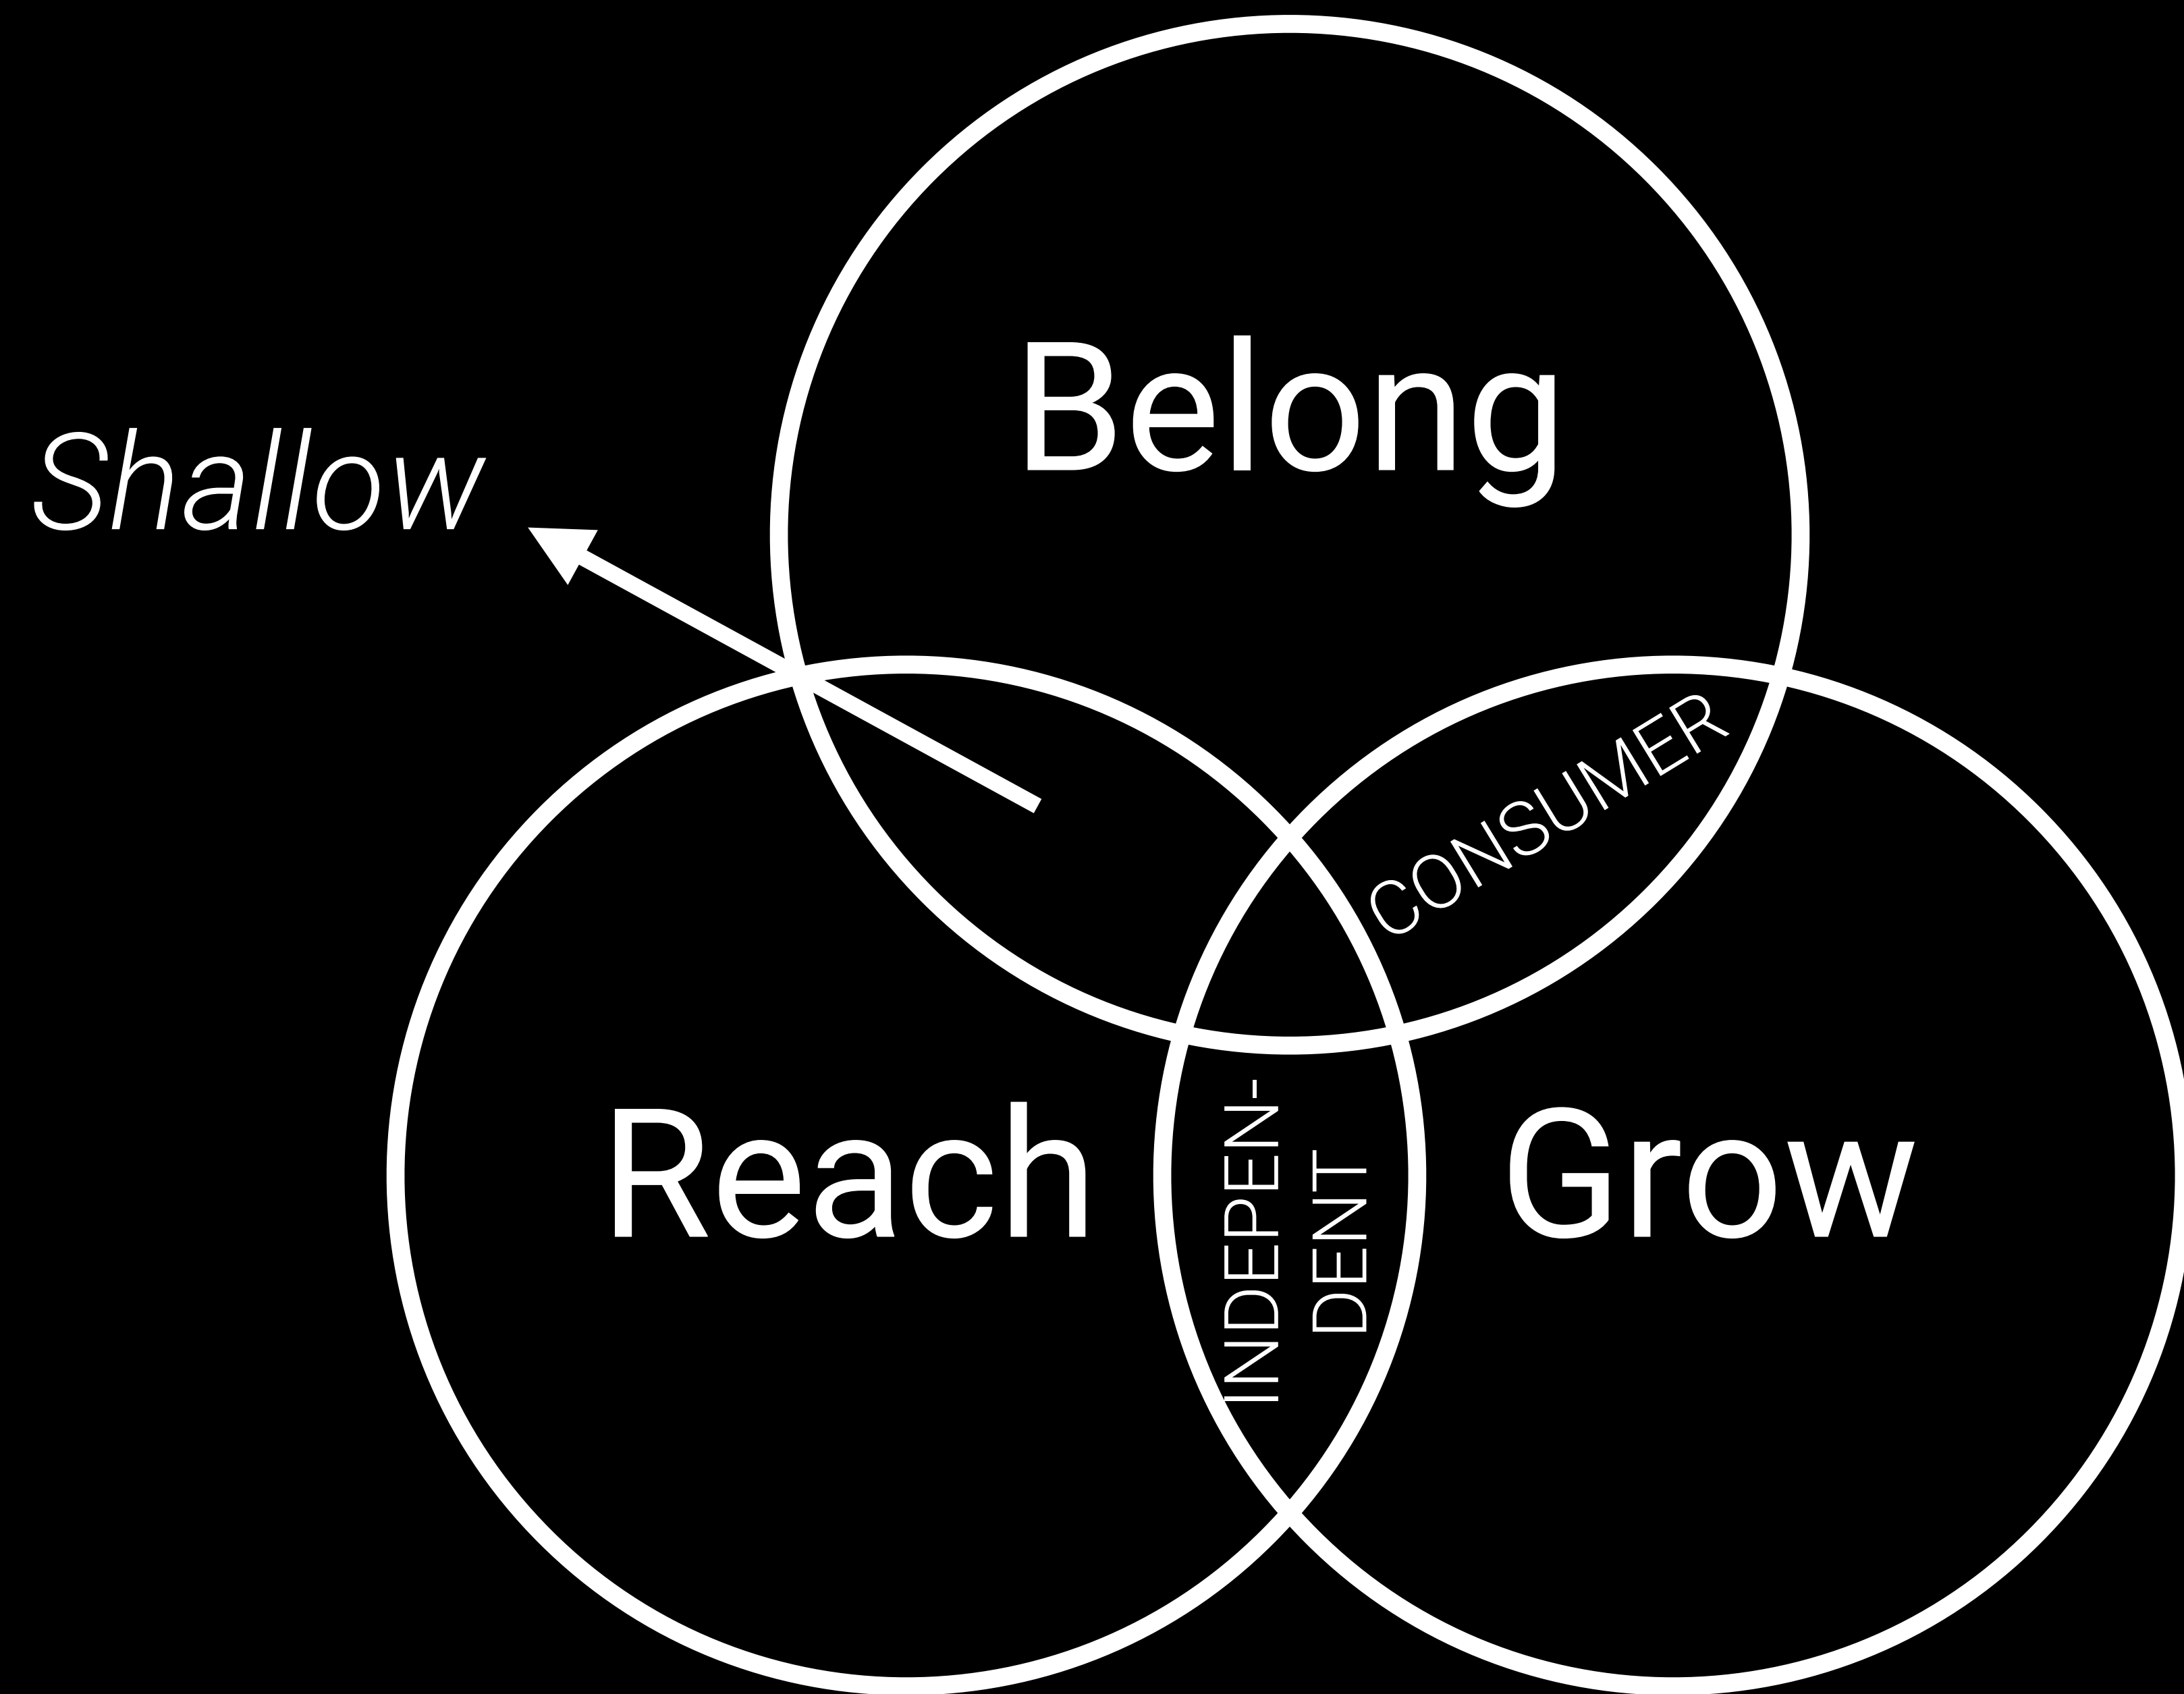 Belong
Shallow
CONSUMER
Reach
INDEPEN-
DENT
Grow